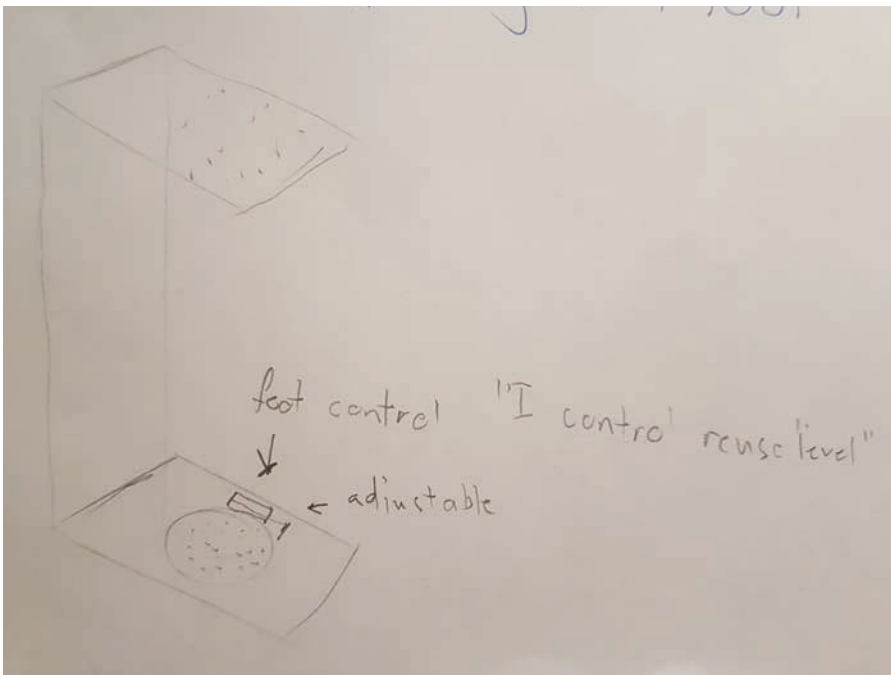 foot control "I control reuse "level"
← adjustable